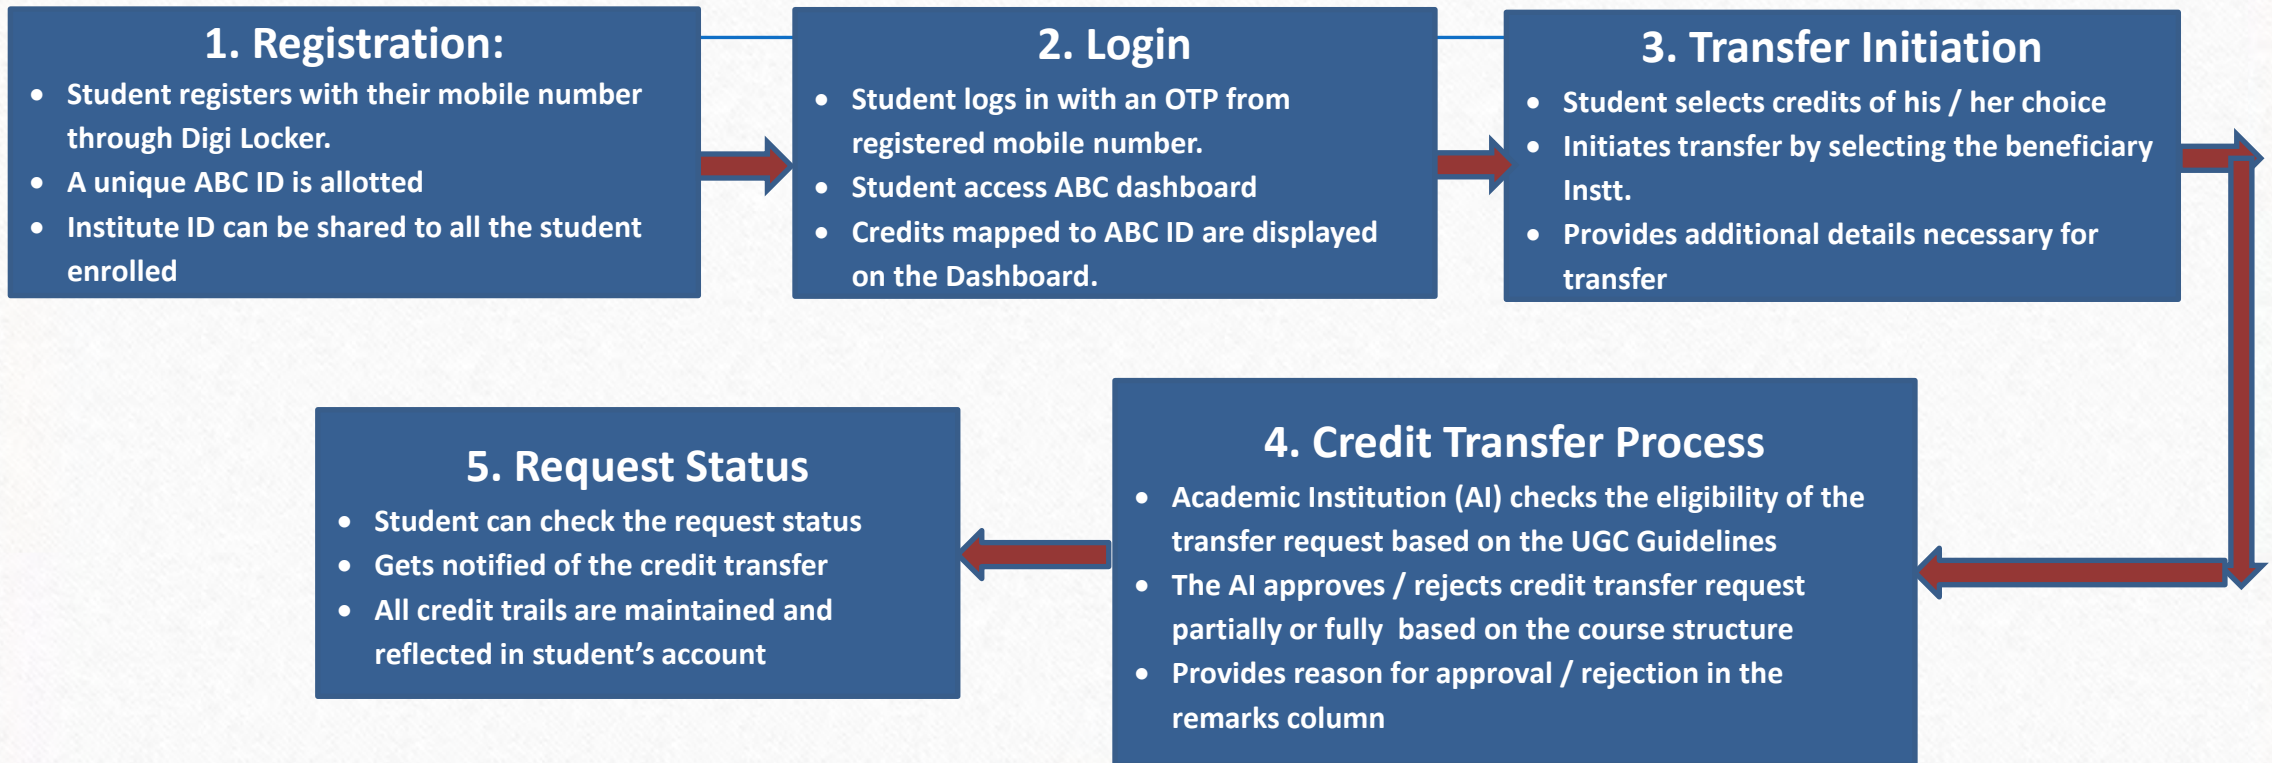 1. Registration:
• Student registers with their mobile number
through Digi Locker.
• A unique ABC ID is allotted
• Institute ID can be shared to all the student
enrolled
2. Login
• Student logs in with an OTP from
registered mobile number.
• Student access ABC dashboard
• Credits mapped to ABC ID are displayed
on the Dashboard.
3. Transfer Initiation
• Student selects credits of his / her choice
• Initiates transfer by selecting the beneficiary
Instt.
• Provides additional details necessary for
transfer
4. Credit Transfer Process
• Academic Institution (AI) checks the eligibility of the
transfer request based on the UGC Guidelines
• The AI approves / rejects credit transfer request
partially or fully  based on the course structure
• Provides reason for approval / rejection in the
remarks column
5. Request Status
• Student can check the request status
• Gets notified of the credit transfer
• All credit trails are maintained and
reflected in student’s account